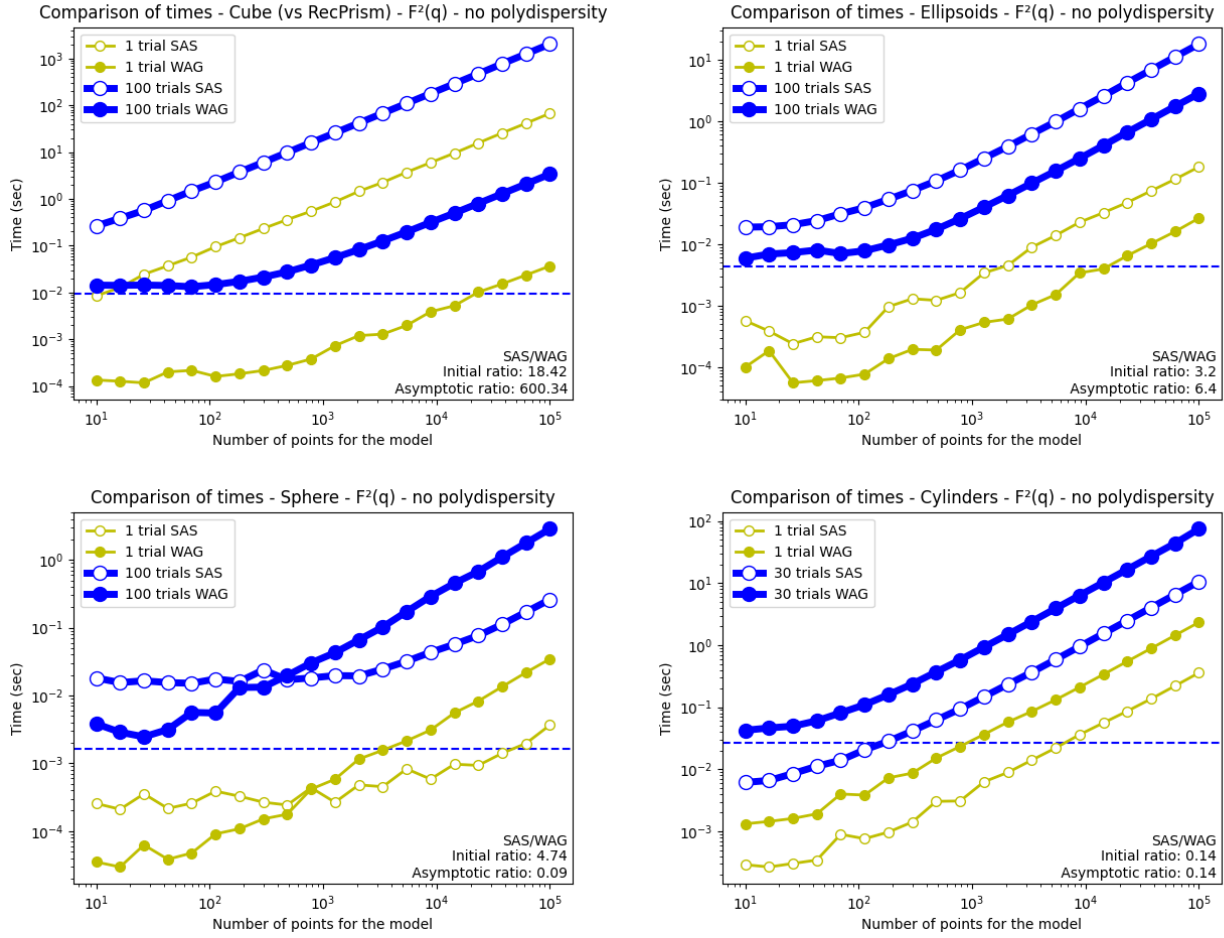 Comparison of times - Cube (vs RecPrism) - F²(q) - no polydispersity
1 trial SAS
1 trial WAG
100 trials SAS
100 trials WAG
Time (sec)
10³
10²
10¹
10⁰
10⁻¹
10⁻²
10⁻³
10⁻⁴
SAS/WAG
Initial ratio: 18.42
Asymptotic ratio: 600.34
10¹ 10² 10³ 10⁴ 10⁵
Number of points for the model
Comparison of times - Ellipsoids - F²(q) - no polydispersity
1 trial SAS
1 trial WAG
100 trials SAS
100 trials WAG
Time (sec)
10¹
10⁰
10⁻¹
10⁻²
10⁻³
10⁻⁴
SAS/WAG
Initial ratio: 3.2
Asymptotic ratio: 6.4
10¹ 10² 10³ 10⁴ 10⁵
Number of points for the model
Comparison of times - Sphere - F²(q) - no polydispersity
1 trial SAS
1 trial WAG
100 trials SAS
100 trials WAG
Time (sec)
10⁰
10⁻¹
10⁻²
10⁻³
10⁻⁴
SAS/WAG
Initial ratio: 4.74
Asymptotic ratio: 0.09
10¹ 10² 10³ 10⁴ 10⁵
Number of points for the model
Comparison of times - Cylinders - F²(q) - no polydispersity
1 trial SAS
1 trial WAG
30 trials SAS
30 trials WAG
Time (sec)
10²
10¹
10⁰
10⁻¹
10⁻²
10⁻³
SAS/WAG
Initial ratio: 0.14
Asymptotic ratio: 0.14
10¹ 10² 10³ 10⁴ 10⁵
Number of points for the model